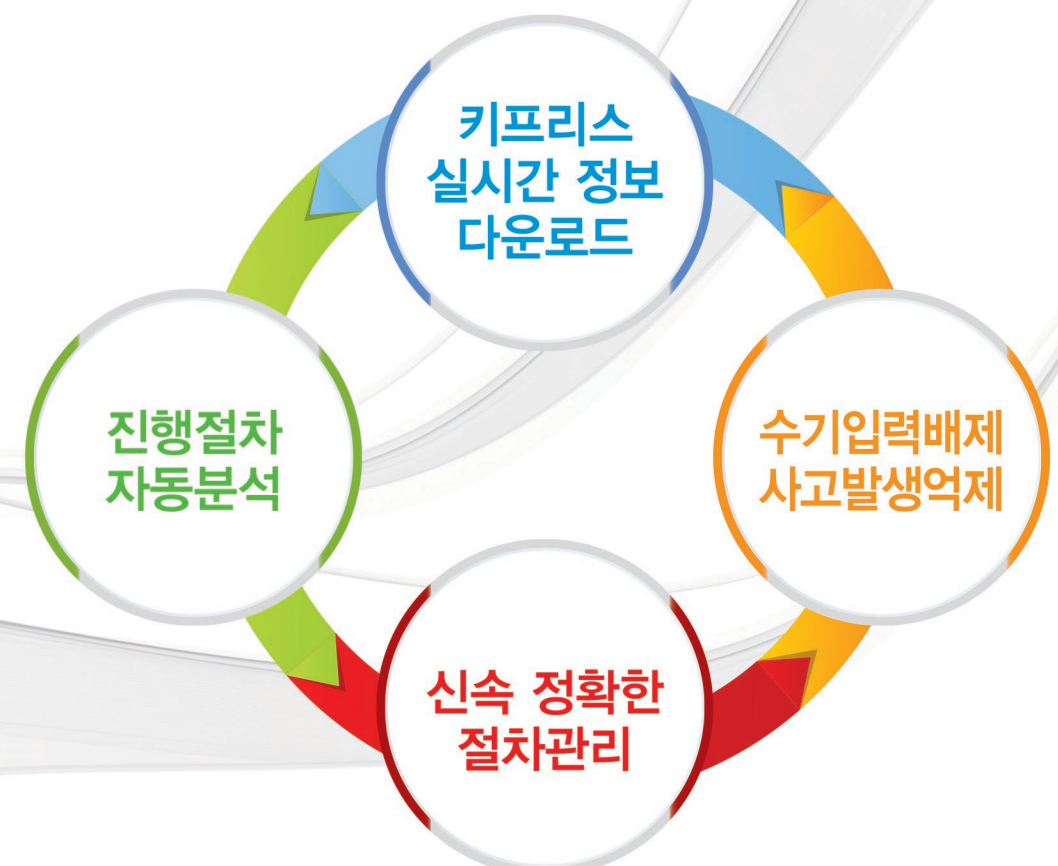 키프리스
실시간 정보
다운로드
진행절차
자동분석
수기입력배제
사고발생억제
신속 정확한
절차관리